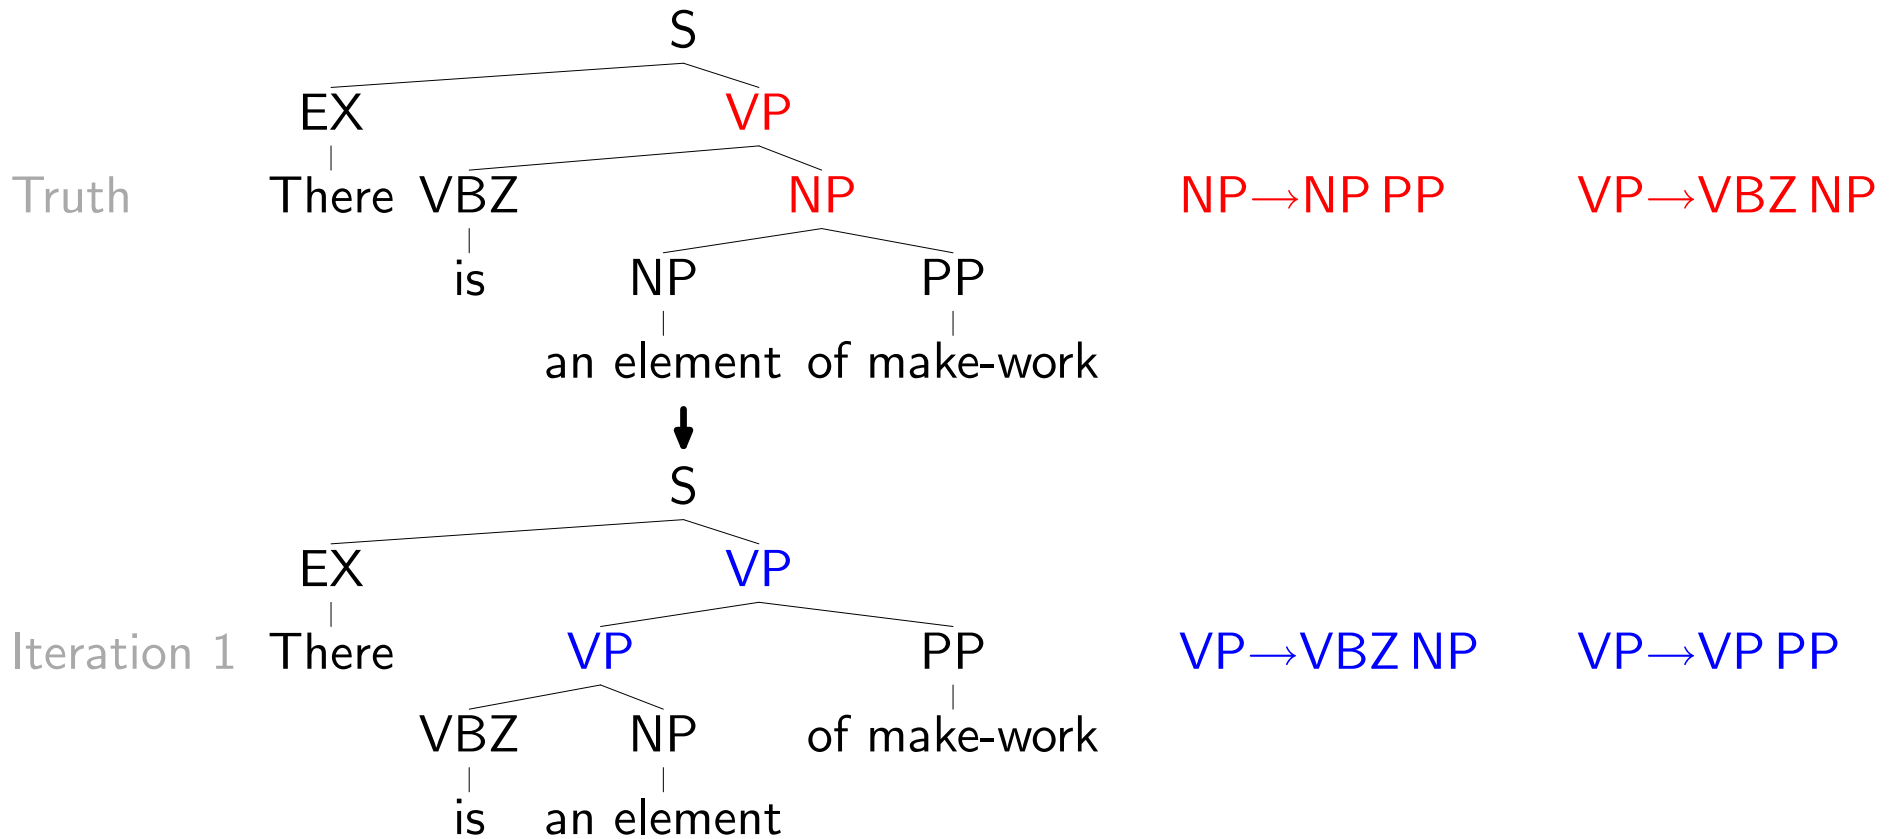 S
EX VP
Truth There VBZ NP NP→NP PP VP→VBZ NP
is NP PP
an element of make-work
S
EX VP
Iteration 1 There VP PP VP→VBZ NP VP→VP PP
VBZ NP of make-work
is an element